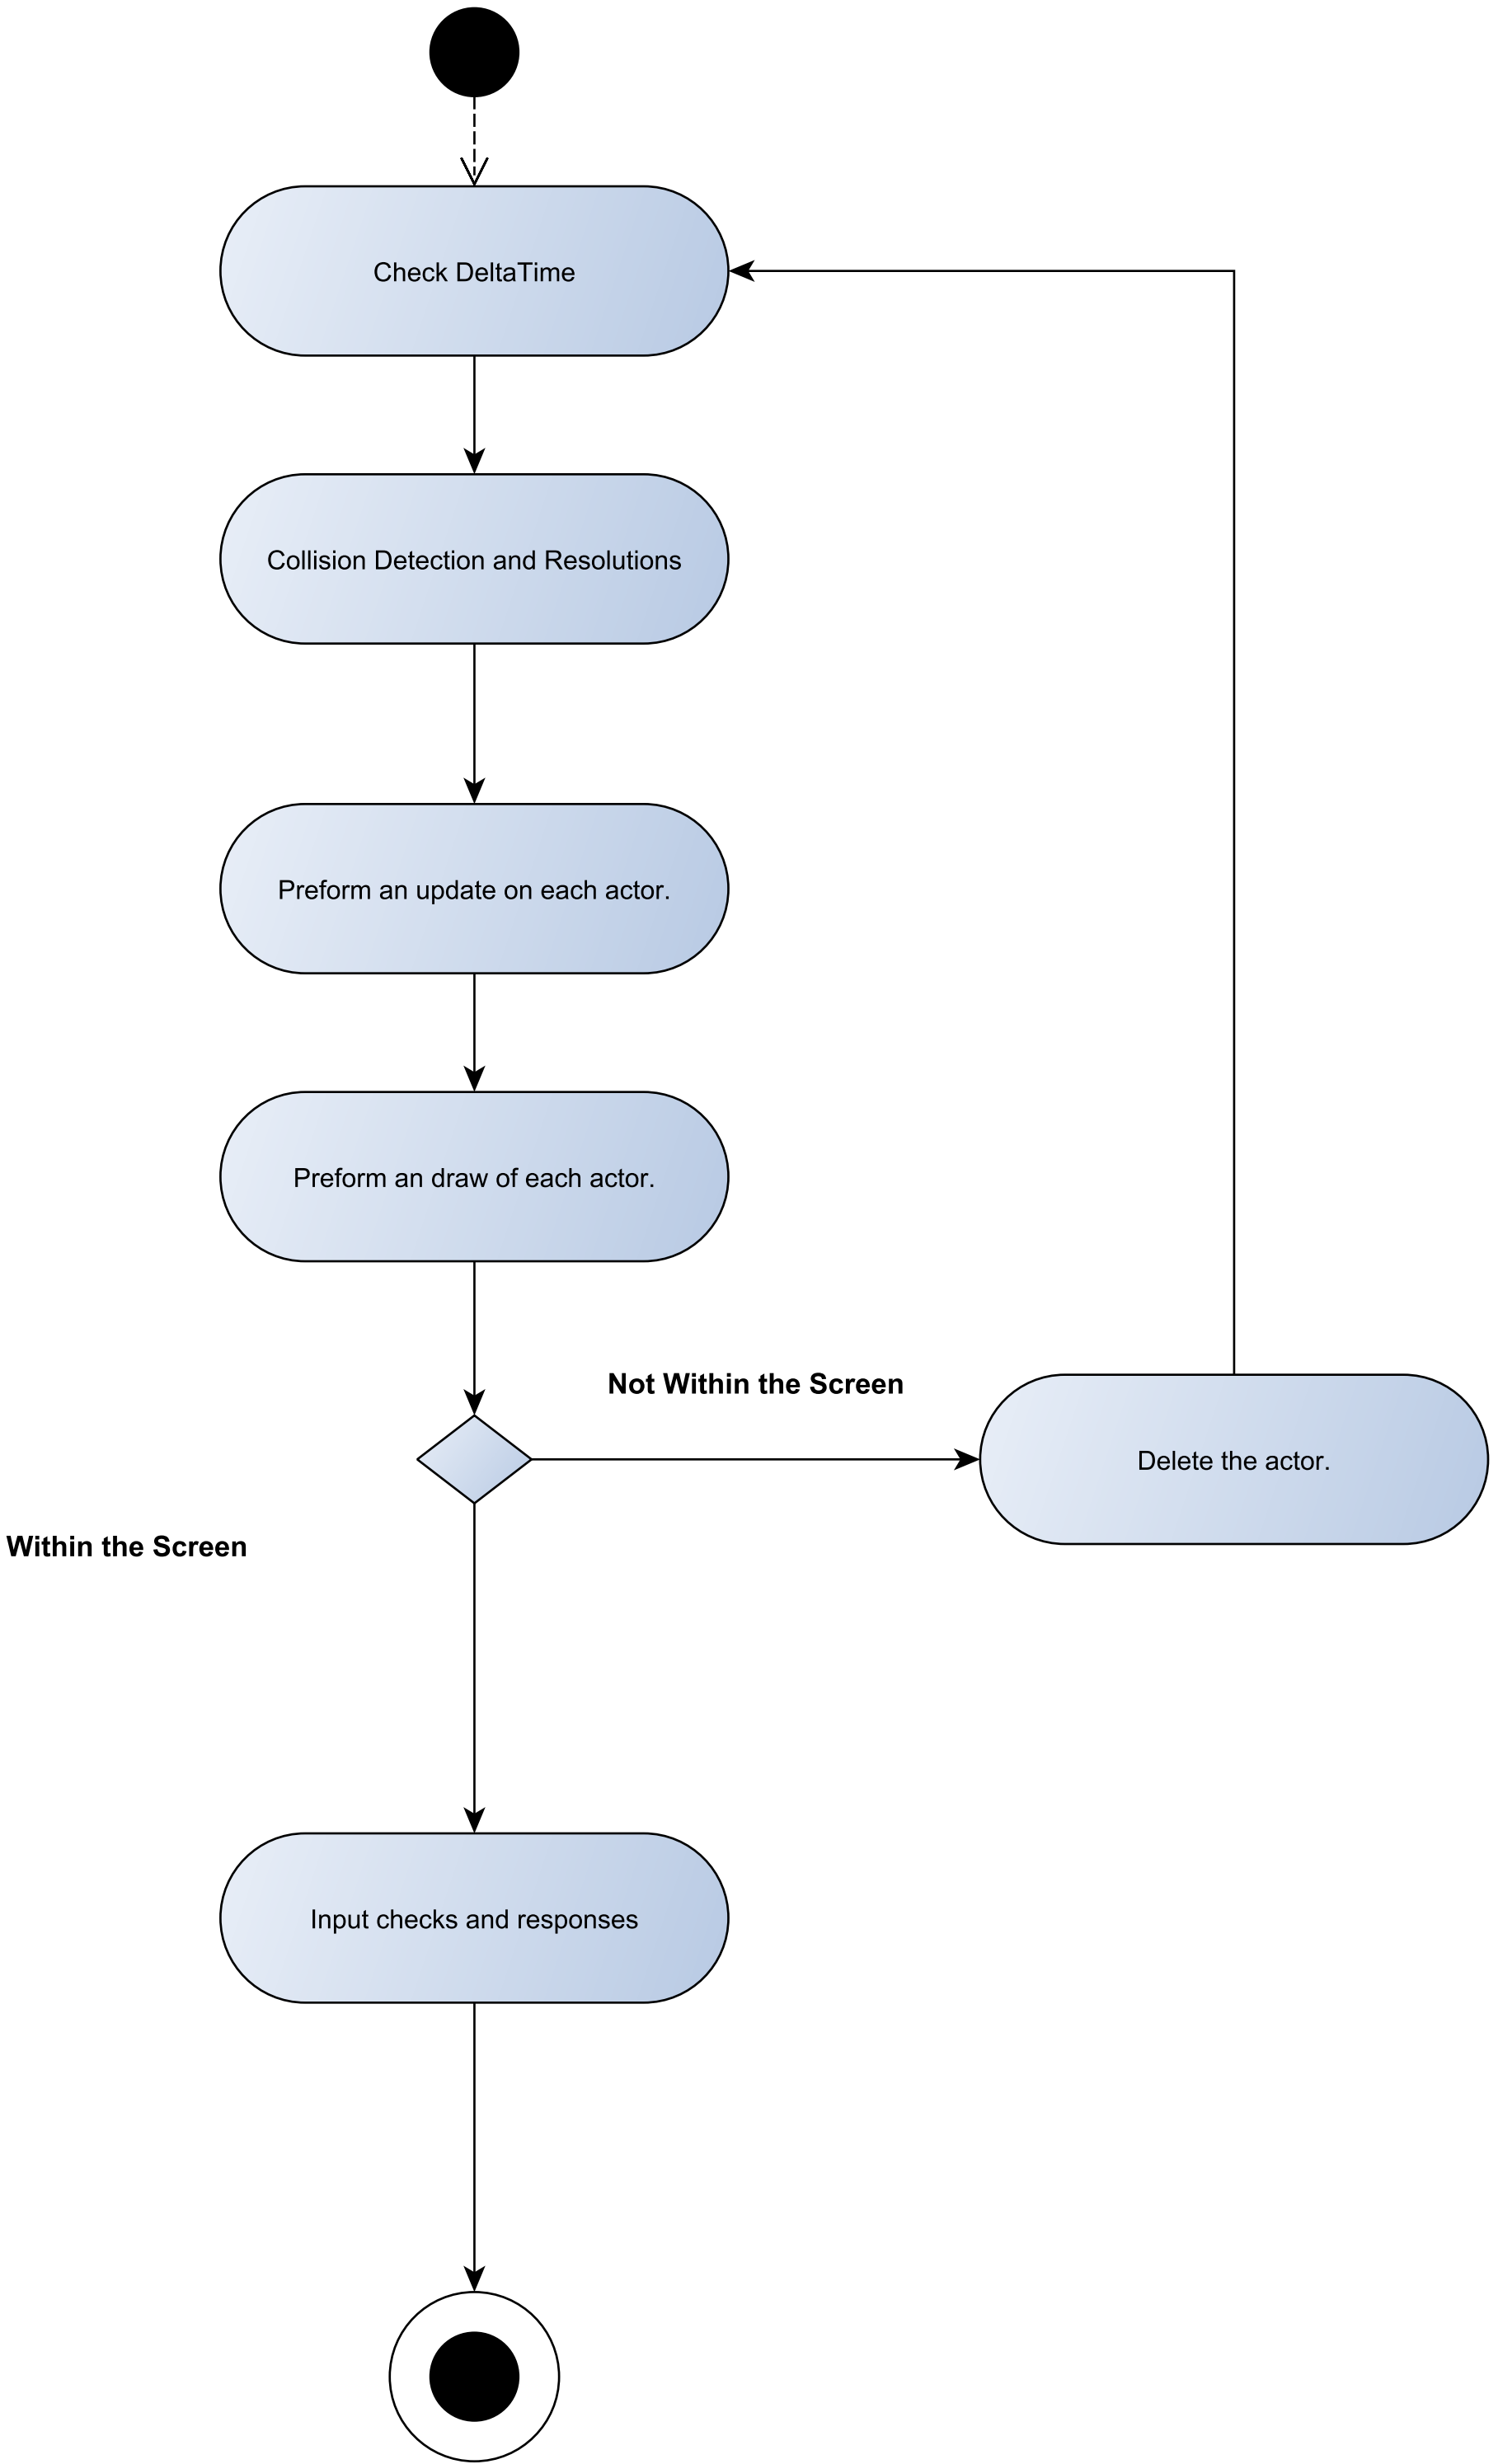 Check DeltaTime
Collision Detection and Resolutions
Preform an update on each actor.
Preform an draw of each actor.
Not Within the Screen
Delete the actor.
Within the Screen
Input checks and responses